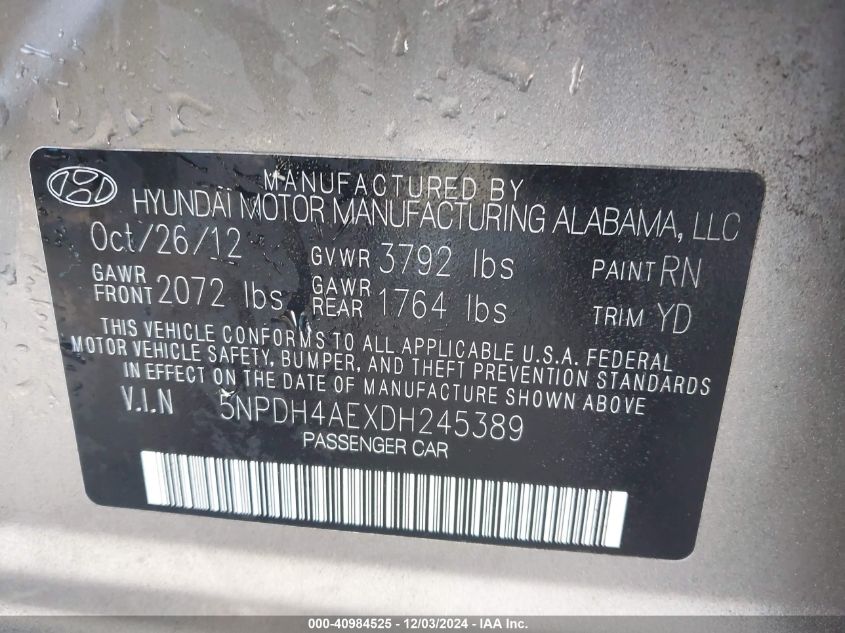 MANUFACTURED BY
HYUNDAI MOTOR MANUFACTURING ALABAMA, LLC
Oct/26/12 GVWR 3792 lbs PAINT RN
GAWR FRONT 2072 lbs GAWR REAR 1764 lbs TRIM YD
THIS VEHICLE CONFORMS TO ALL APPLICABLE U.S.A. FEDERAL
MOTOR VEHICLE SAFETY, BUMPER, AND THEFT PREVENTION STANDARDS
IN EFFECT ON THE DATE OF MANUFACTURE SHOWN ABOVE
V.I.N 5NPDH4AEXDH245389
PASSENGER CAR
000-40984525 - 12/03/2024 - IAA Inc.